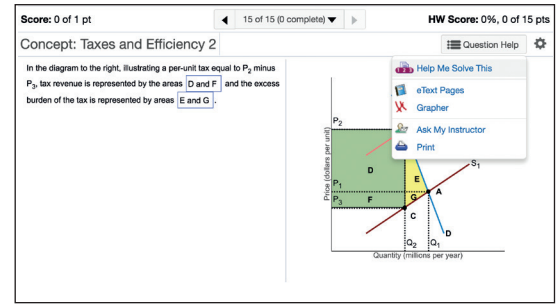 Score: 0 of 1 pt
15 of 15 (0 complete)
HW Score: 0%, 0 of 15 pts
Concept: Taxes and Efficiency 2
Question Help
In the diagram to the right, illustrating a per-unit tax equal to P₂ minus
P₃, tax revenue is represented by the areas D and F and the excess
burden of the tax is represented by areas E and G.
Help Me Solve This
eText Pages
Grapher
Ask My Instructor
Print
Price (dollars per unit)
P₂
S₁
D
E
P₁
A
P₃
F
G
C
D
Q₂
Q₁
Quantity (millions per year)